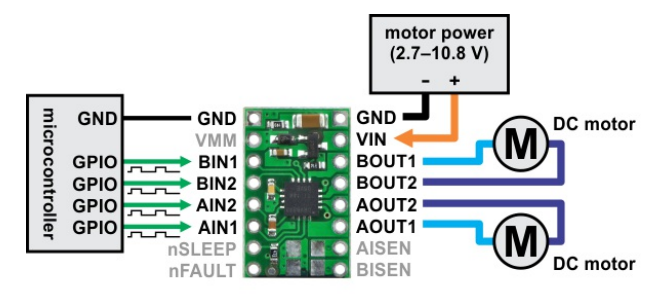 motor power
(2.7–10.8 V)
- +
microcontroller
GND
GPIO
GPIO
GPIO
GPIO
GND
VMM
BIN1
BIN2
AIN2
AIN1
nSLEEP
nFAULT
GND
VIN
BOUT1
BOUT2
AOUT2
AOUT1
AISEN
BISEN
M
DC motor
M
DC motor